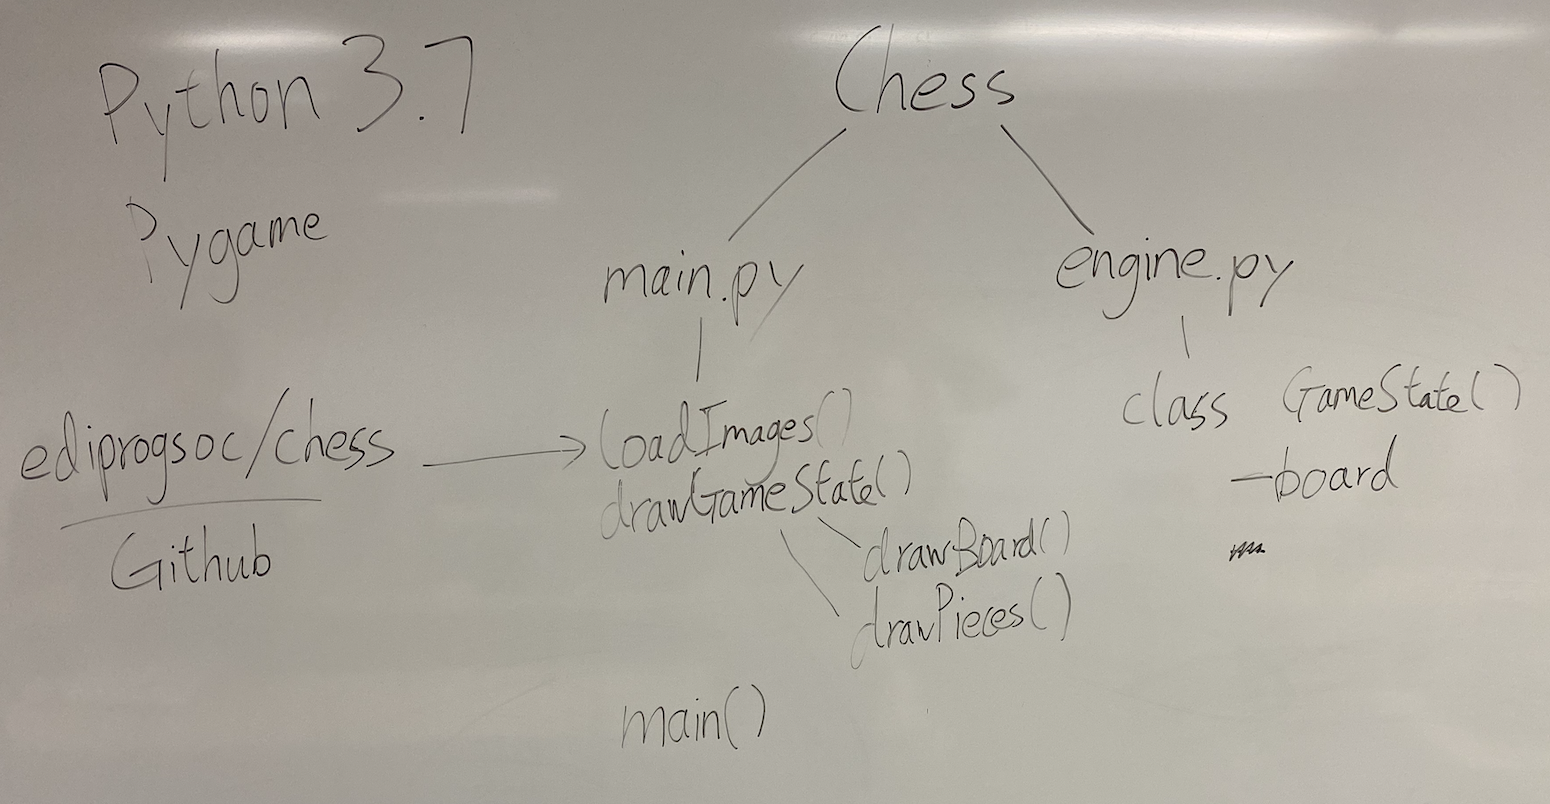 Python 3.7
Pygame
Chess
main.py
engine.py
ediprogsoc/chess
Github
loadImages()
drawGameState()
drawBoard()
drawPieces()
main()
class GameState()
-board